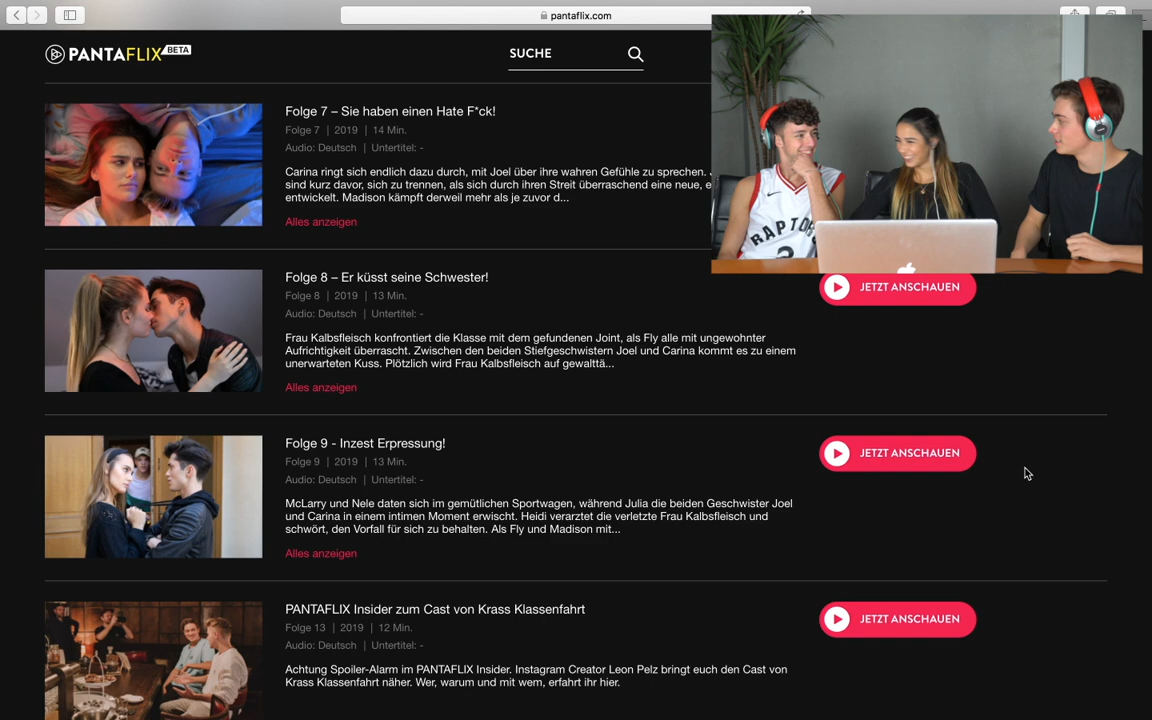 pantaflix.com
PANTAFLIX BETA
SUCHE
Folge 7 – Sie haben einen Hate F*ck!
Folge 7 | 2019 | 14 Min.
Audio: Deutsch | Untertitel: -
Carina ringt sich endlich dazu durch, mit Joel über ihre wahren Gefühle zu sprechen.
sind kurz davor, sich zu trennen, als sich durch ihren Streit überraschend eine neue, e
entwickelt. Madison kämpft derweil mehr als je zuvor d...
Alles anzeigen
RAPTOR
Folge 8 – Er küsst seine Schwester!
Folge 8 | 2019 | 13 Min.
Audio: Deutsch | Untertitel: -
JETZT ANSCHAUEN
Frau Kalbsfleisch konfrontiert die Klasse mit dem gefundenen Joint, als Fly alle mit ungewohnter
Aufrichtigkeit überrascht. Zwischen den beiden Stiefgeschwistern Joel und Carina kommt es zu einem
unerwarteten Kuss. Plötzlich wird Frau Kalbsfleisch auf gewalttä...
Alles anzeigen
Folge 9 - Inzest Erpressung!
Folge 9 | 2019 | 13 Min.
Audio: Deutsch | Untertitel: -
JETZT ANSCHAUEN
McLarry und Nele daten sich im gemütlichen Sportwagen, während Julia die beiden Geschwister Joel
und Carina in einem intimen Moment erwischt. Heidi verarztet die verletzte Frau Kalbsfleisch und
schwört, den Vorfall für sich zu behalten. Als Fly und Madison mit...
Alles anzeigen
PANTAFLIX Insider zum Cast von Krass Klassenfahrt
Folge 13 | 2019 | 12 Min.
Audio: Deutsch | Untertitel: -
JETZT ANSCHAUEN
Achtung Spoiler-Alarm im PANTAFLIX Insider. Instagram Creator Leon Pelz bringt euch den Cast von
Krass Klassenfahrt näher. Wer, warum und mit wem, erfahrt ihr hier.